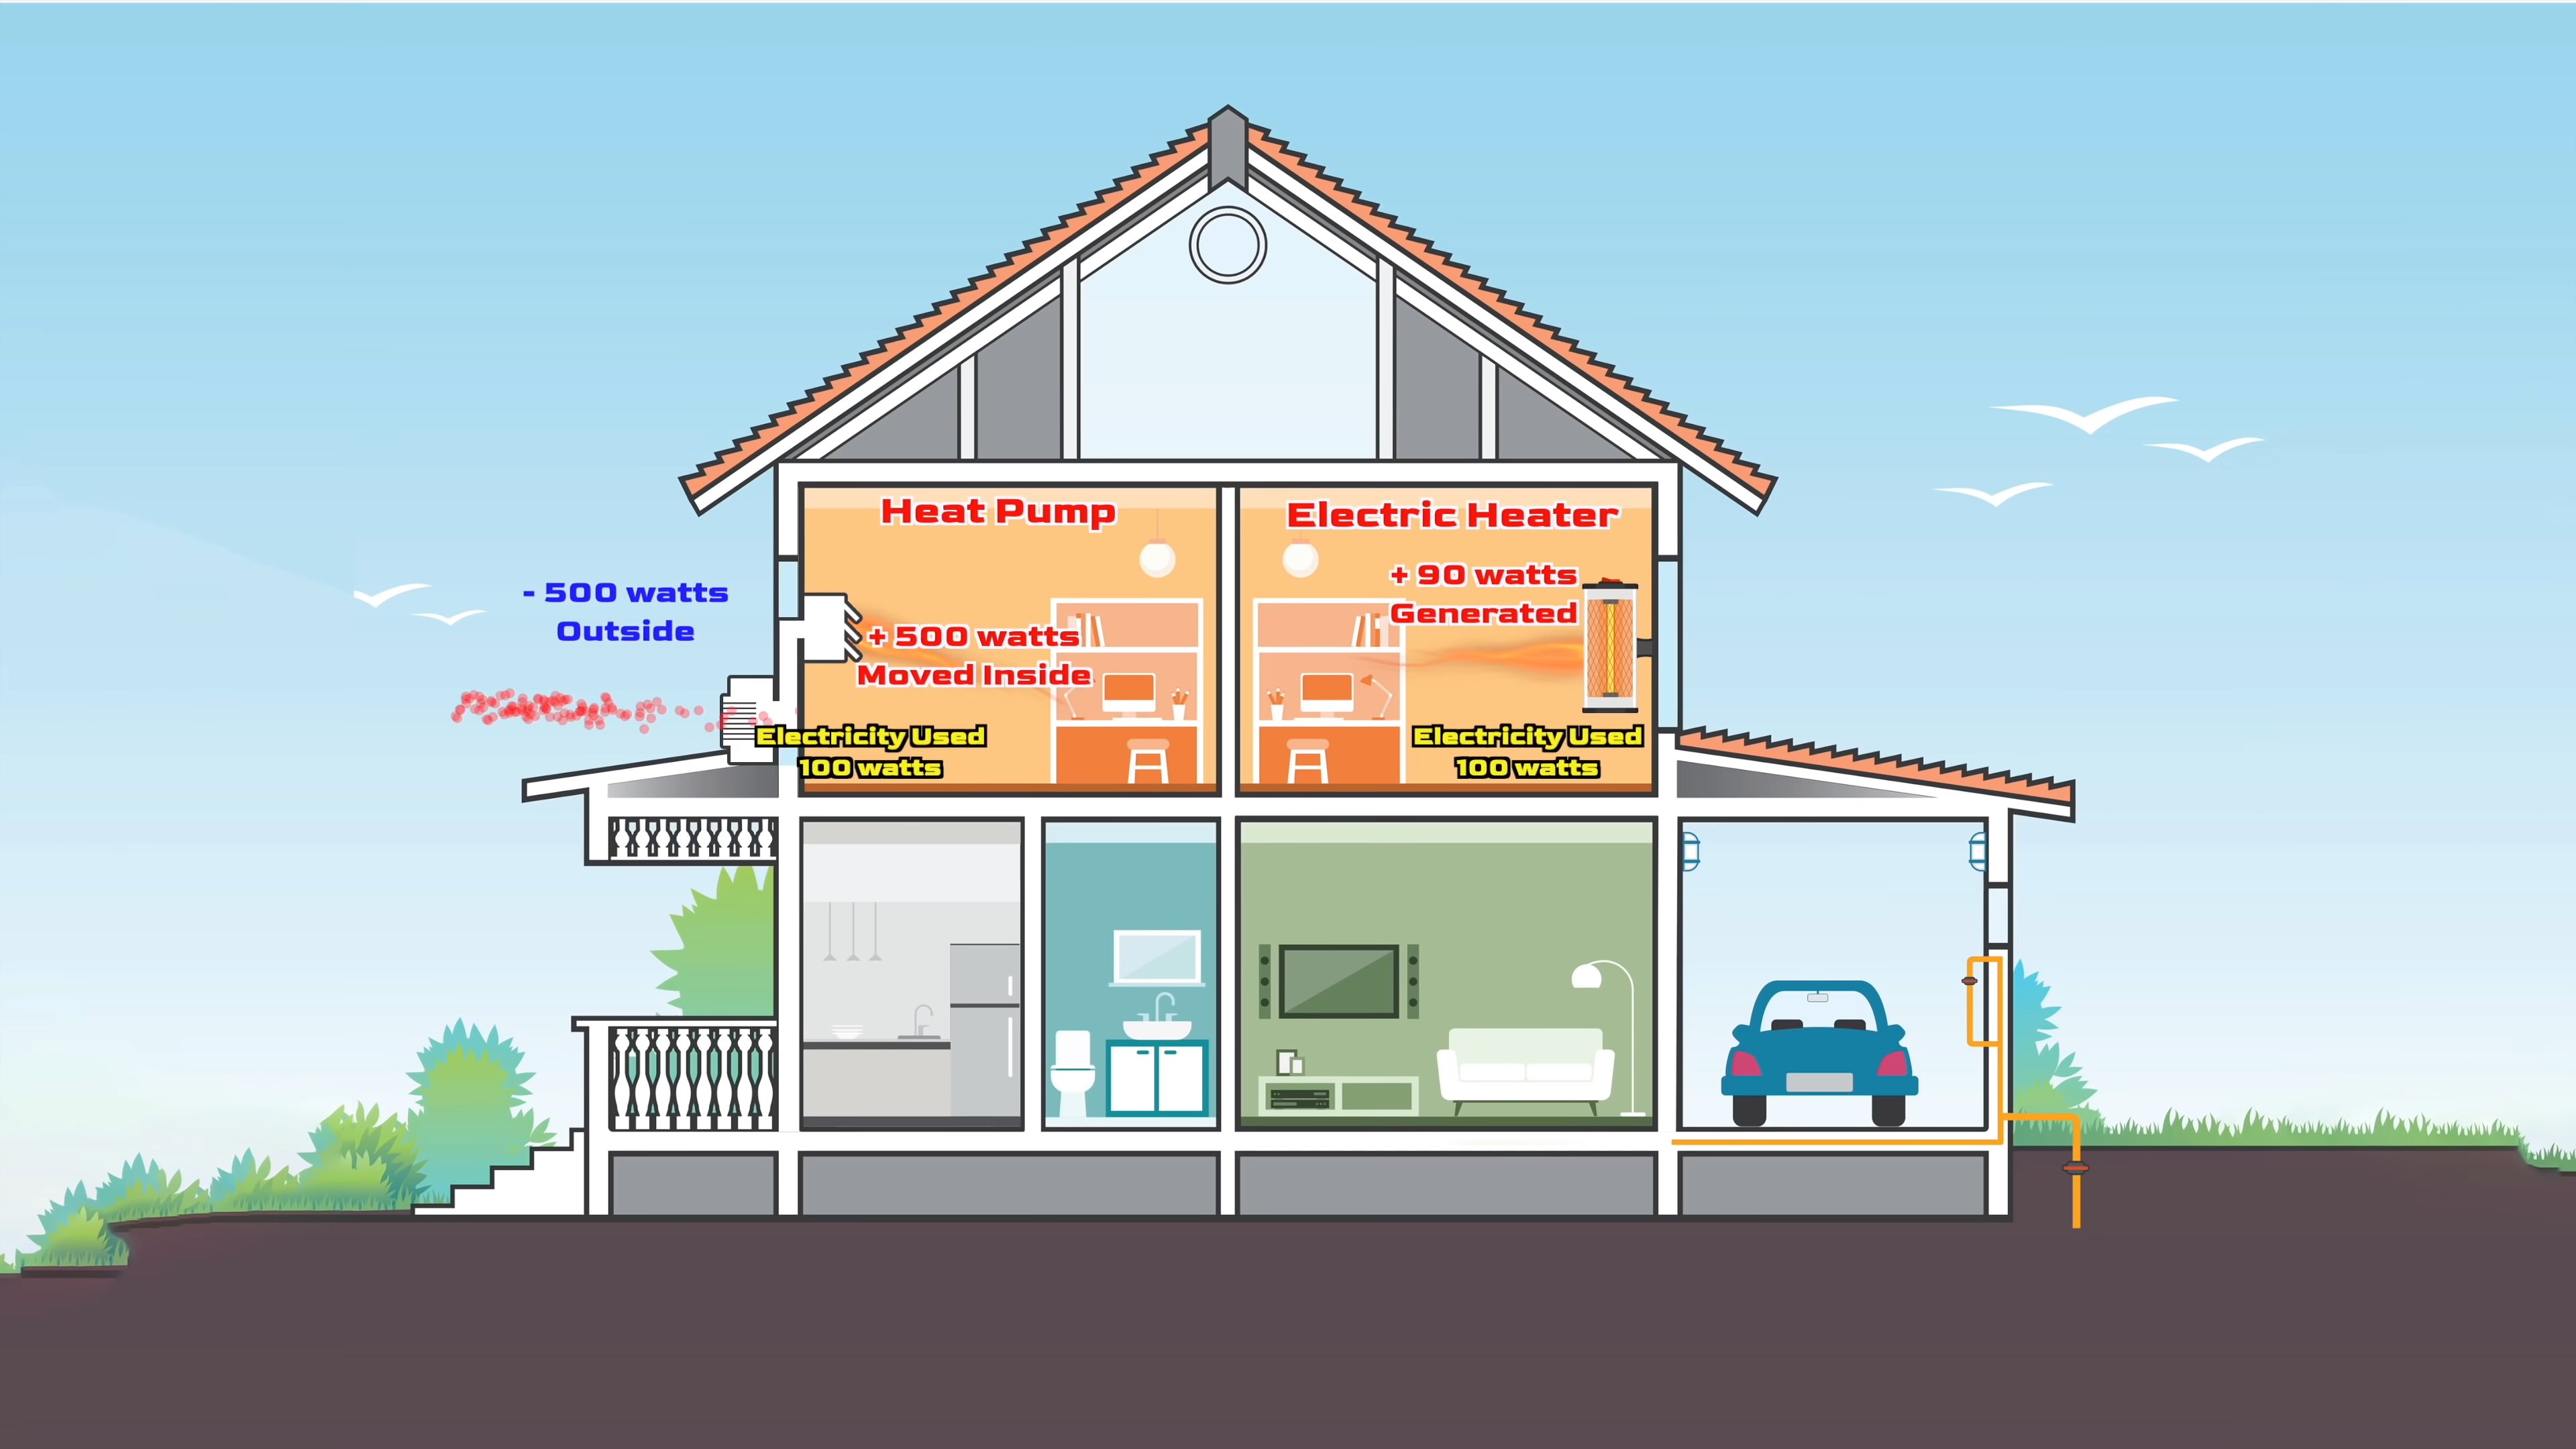 Heat Pump
Electric Heater
- 500 watts
Outside
+ 500 watts
Moved Inside
+ 90 watts
Generated
Electricity Used
100 watts
Electricity Used
100 watts